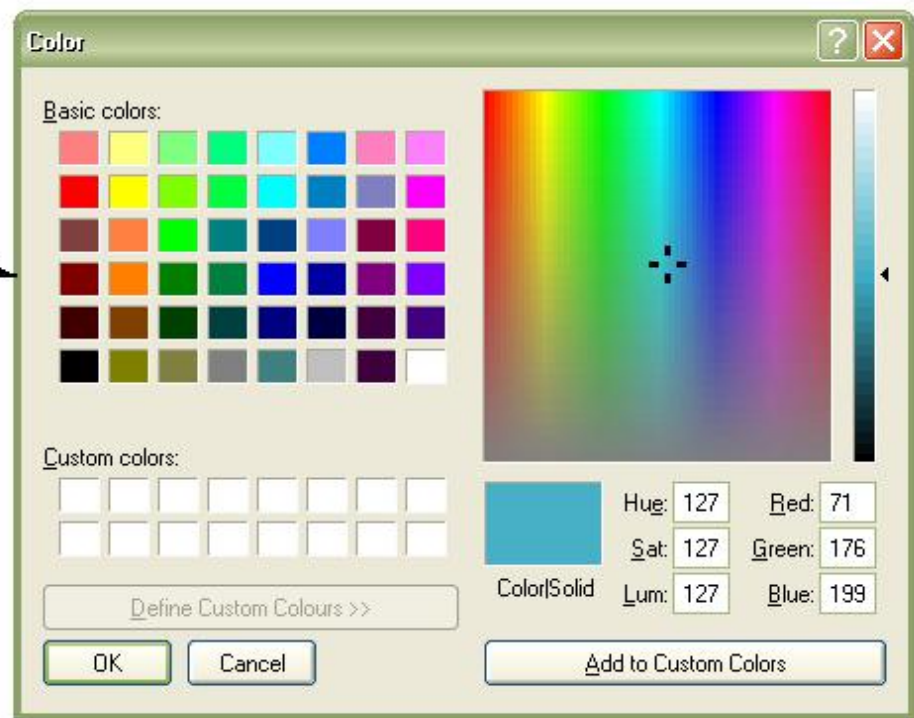 Color
Basic colors:
Custom colors:
Define Custom Colours >>
OK Cancel
Color|Solid
Hue: 127 Red: 71
Sat: 127 Green: 176
Lum: 127 Blue: 199
Add to Custom Colors